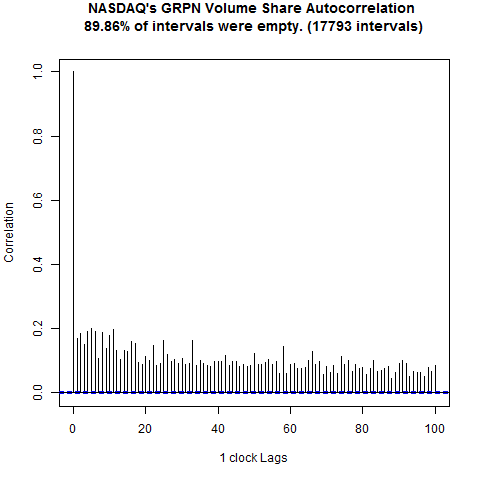 NASDAQ's GRPN Volume Share Autocorrelation
89.86% of intervals were empty. (17793 intervals)
Correlation
1.0
0.8
0.6
0.4
0.2
0.0
0 20 40 60 80 100
1 clock Lags